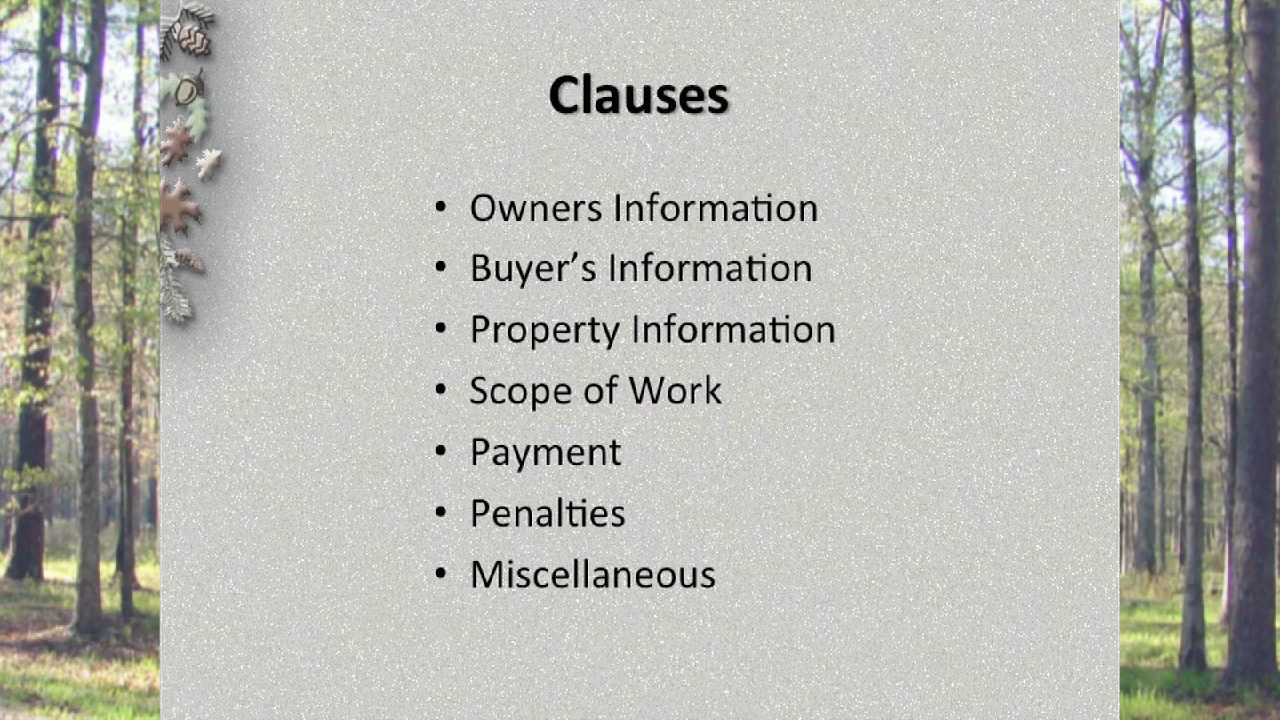 Clauses
• Owners Information
• Buyer’s Information
• Property Information
• Scope of Work
• Payment
• Penalties
• Miscellaneous